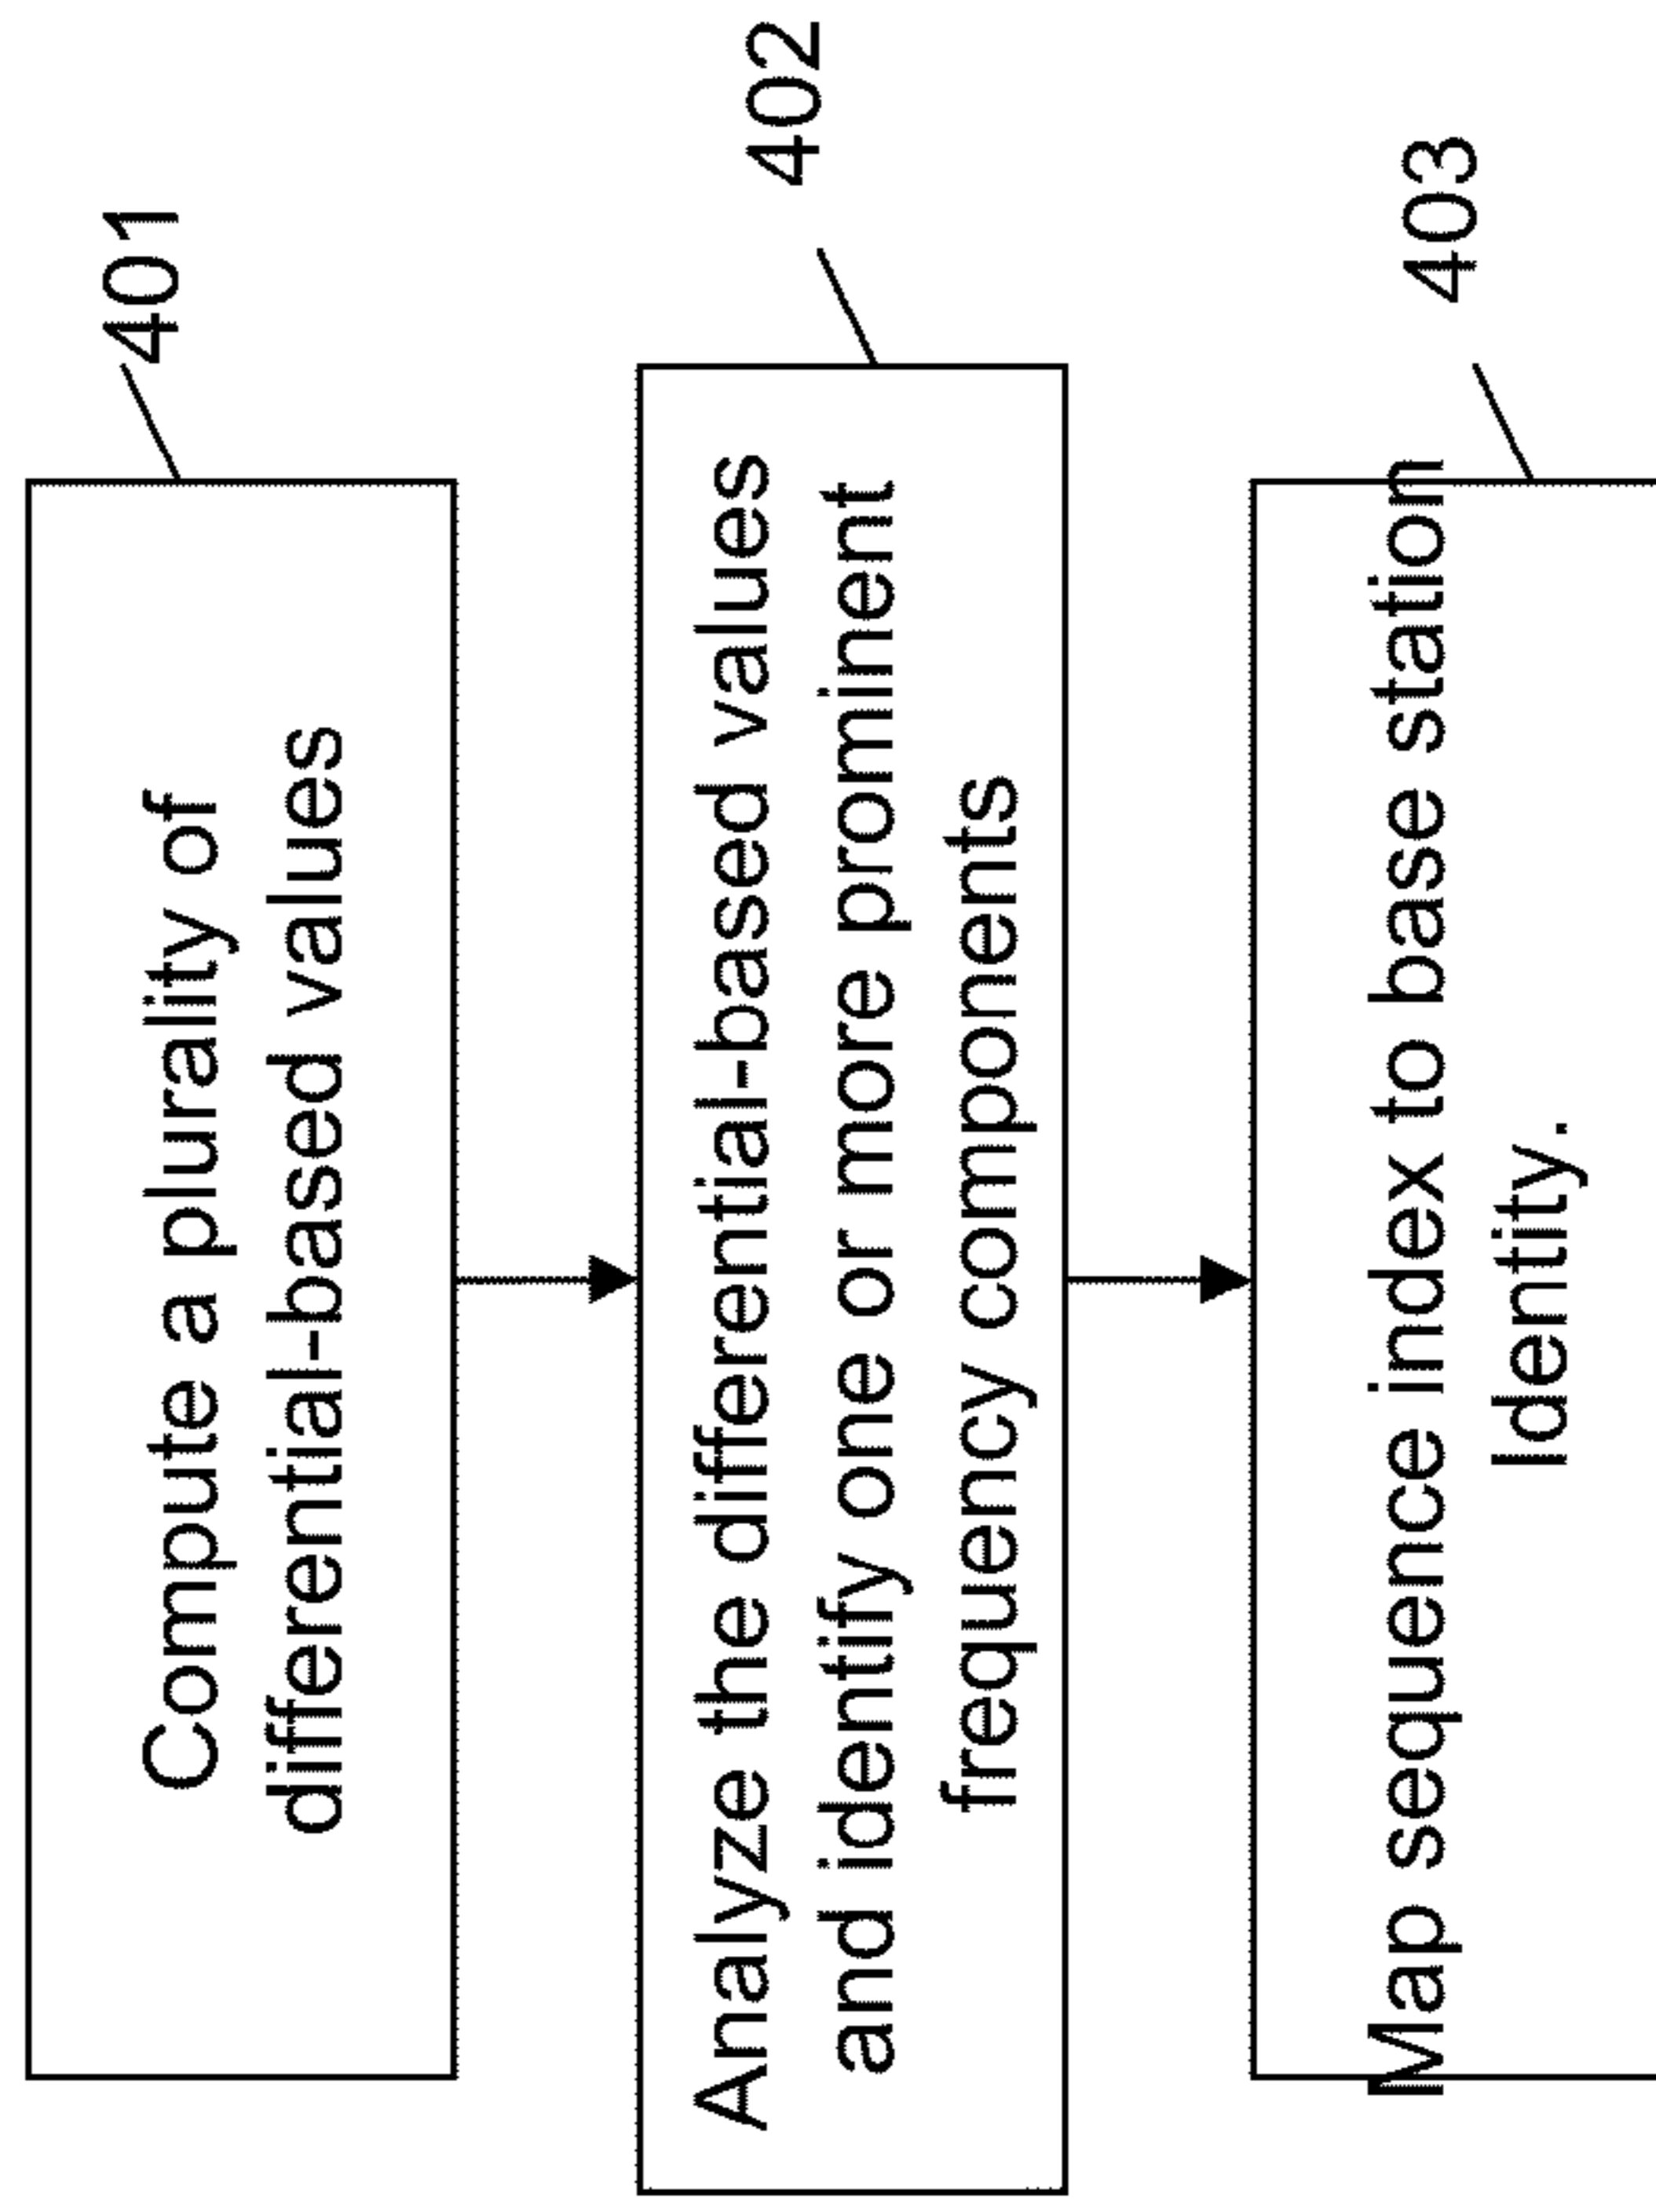 401
Compute a plurality of
differential-based values
402
Analyze the differential-based values
and identify one or more prominent
frequency components
403
Map sequence index to base station
Identity.